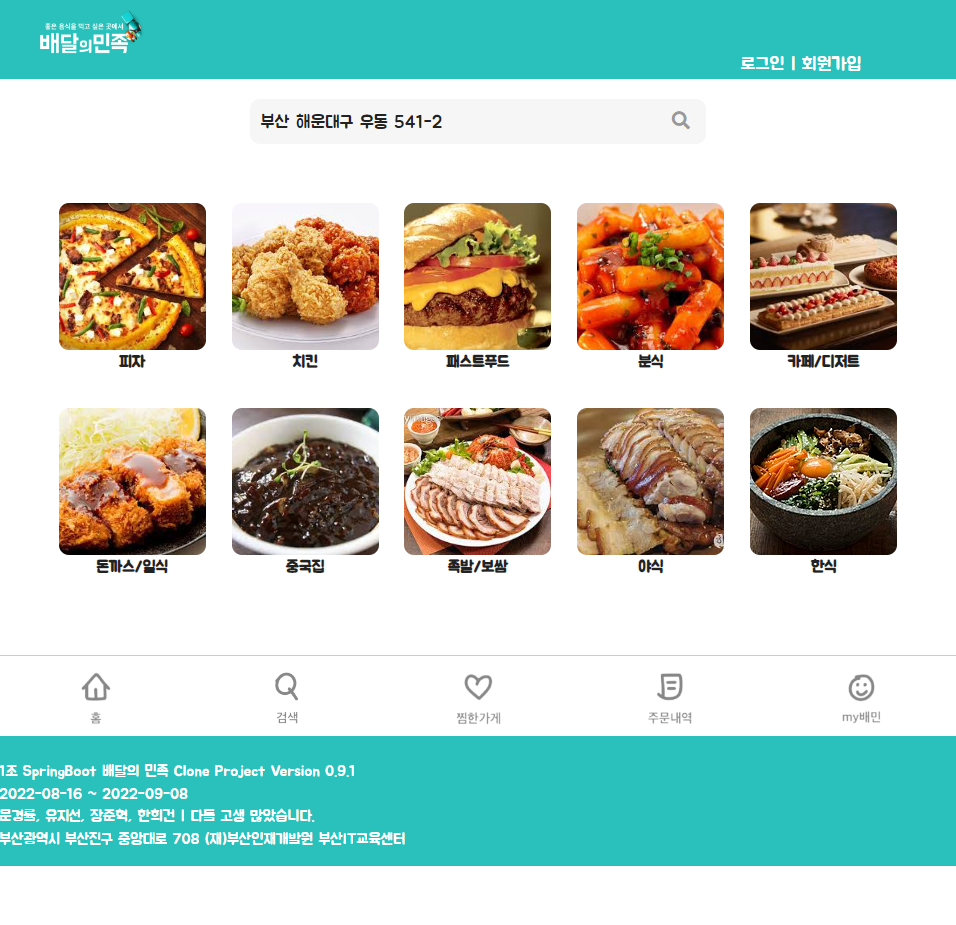 좋은 음식을 먹고 싶은 곳에서
배달의민족
로그인 | 회원가입
부산 해운대구 우동 541-2
피자 치킨 패스트푸드 분식 카페/디저트
돈까스/일식 중국집 족발/보쌈 야식 한식
홈 검색 찜한가게 주문내역 my배민
1조 SpringBoot 배달의 민족 Clone Project Version 0.9.1
2022-08-16 ~ 2022-09-08
문경률, 유지선, 장준혁, 한희건 | 다들 고생 많았습니다.
부산광역시 부산진구 중앙대로 708 (재)부산인재개발원 부산IT교육센터